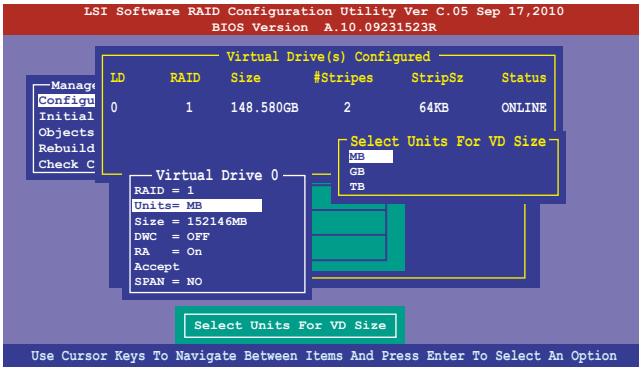 LSI Software RAID Configuration Utility Ver C.05 Sep 17,2010
BIOS Version A.10.09231523R
Virtual Drive(s) Configured
LD RAID Size #Stripes StripSz Status
0 1 148.580GB 2 64KB ONLINE
Manage
Configu
Initial
Objects
Rebuild
Check C
Select Units For VD Size
MB
GB
TB
Virtual Drive 0
RAID = 1
Units= MB
Size = 152146MB
DWC = OFF
RA = On
Accept
SPAN = NO
Select Units For VD Size
Use Cursor Keys To Navigate Between Items And Press Enter To Select An Option